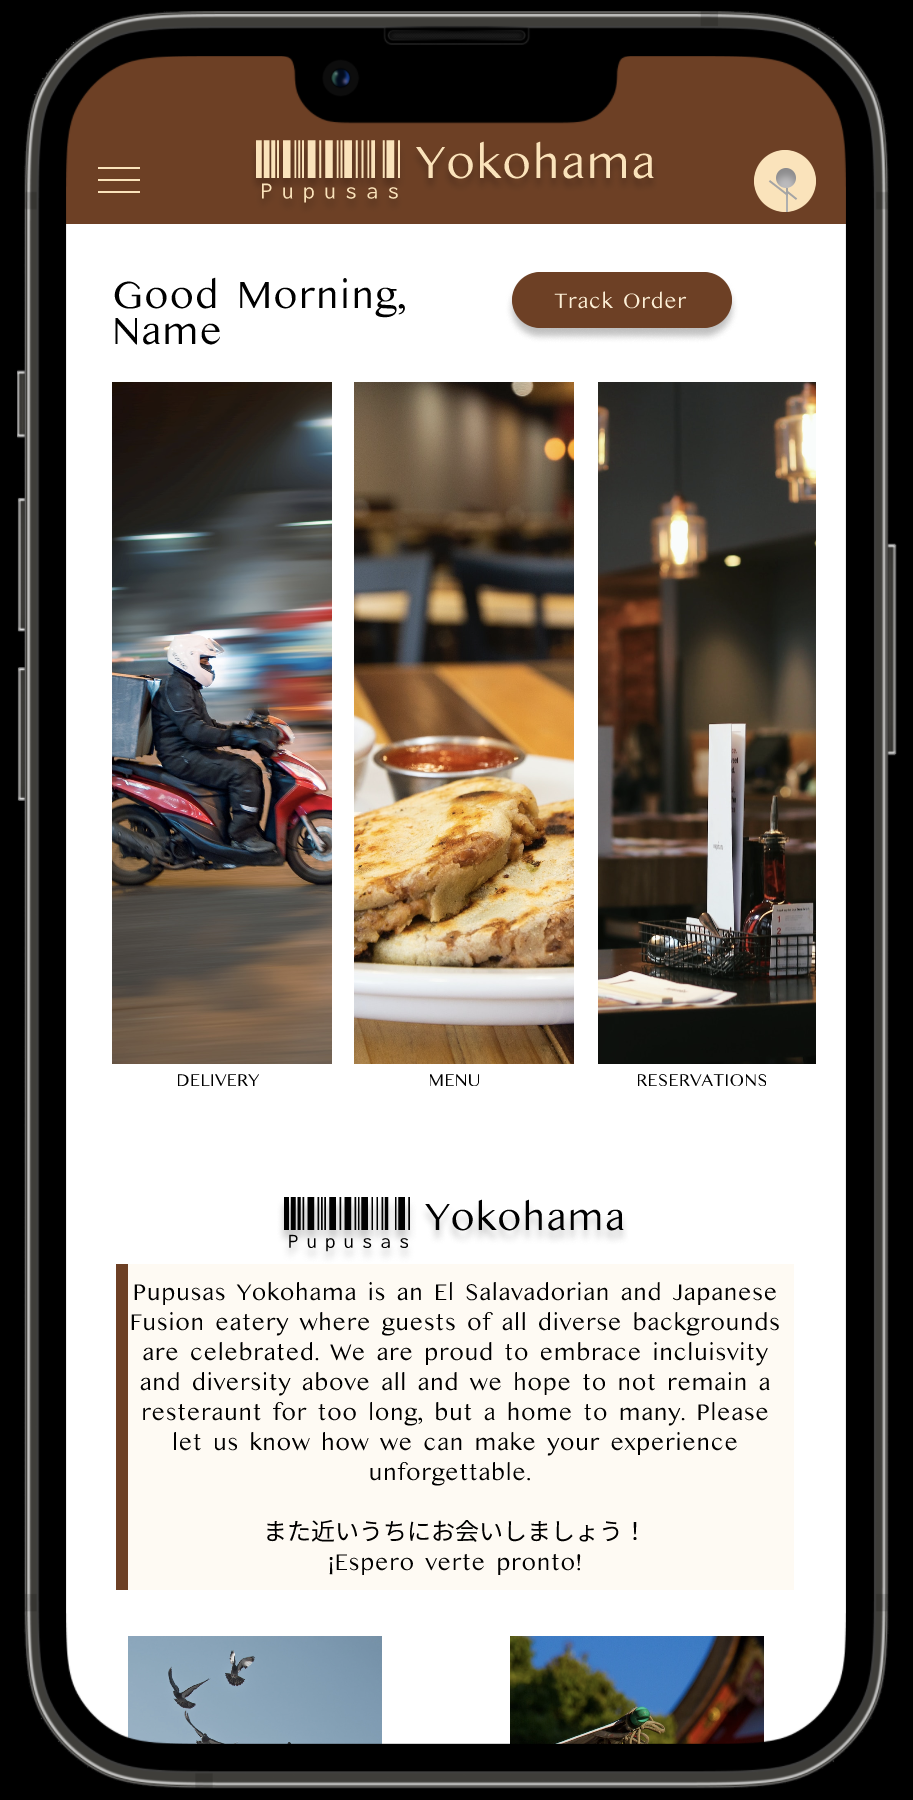 Yokohama
Pupusas
Good Morning,
Name
Track Order
DELIVERY
MENU
RESERVATIONS
Yokohama
Pupusas
Pupusas Yokohama is an El Salavadorian and Japanese
Fusion eatery where guests of all diverse backgrounds
are celebrated. We are proud to embrace incluisvity
and diversity above all and we hope to not remain a
resteraunt for too long, but a home to many. Please
let us know how we can make your experience
unforgettable.
また近いうちにお会いしましょう！
¡Espero verte pronto!